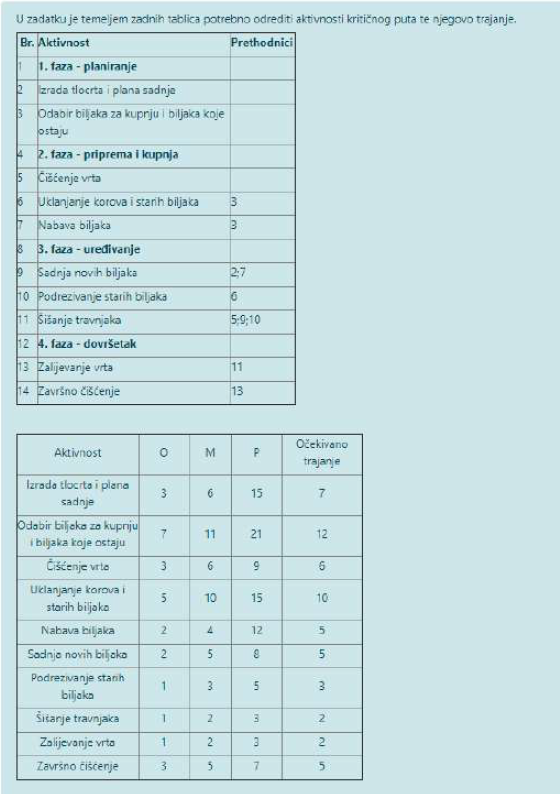 U zadatku je temeljem zadnih tablica potrebno odrediti aktivnosti kritičnog puta te njegovo trajanje.
Br. Aktivnost Prethodnici
1 1. faza - planiranje
2 Izrada tlocrta i plana sadnje
3 Odabir biljaka za kupnju i biljaka koje
ostaju
4 2. faza - priprema i kupnja
5 Čišćenje vrta
6 Uklanjanje korova i starih biljaka 3
7 Nabava biljaka 3
8 3. faza - uređivanje
9 Sadnja novih biljaka 2;7
10 Podrezivanje starih biljaka 6
11 Šišanje travnjaka 5;9;10
12 4. faza - dovršetak
13 Zalijevanje vrta 11
14 Završno čišćenje 13
Aktivnost O M P Očekivano
trajanje
Izrada tlocrta i plana
sadnje 3 6 15 7
Odabir biljaka za kupnju
i biljaka koje ostaju 7 11 21 12
Čišćenje vrta 3 6 9 6
Uklanjanje korova i
starih biljaka 5 10 15 10
Nabava biljaka 2 4 12 5
Sadnja novih biljaka 2 5 8 5
Podrezivanje starih
biljaka 1 3 5 3
Šišanje travnjaka 1 2 3 2
Zalijevanje vrta 1 2 3 2
Završno čišćenje 3 5 7 5